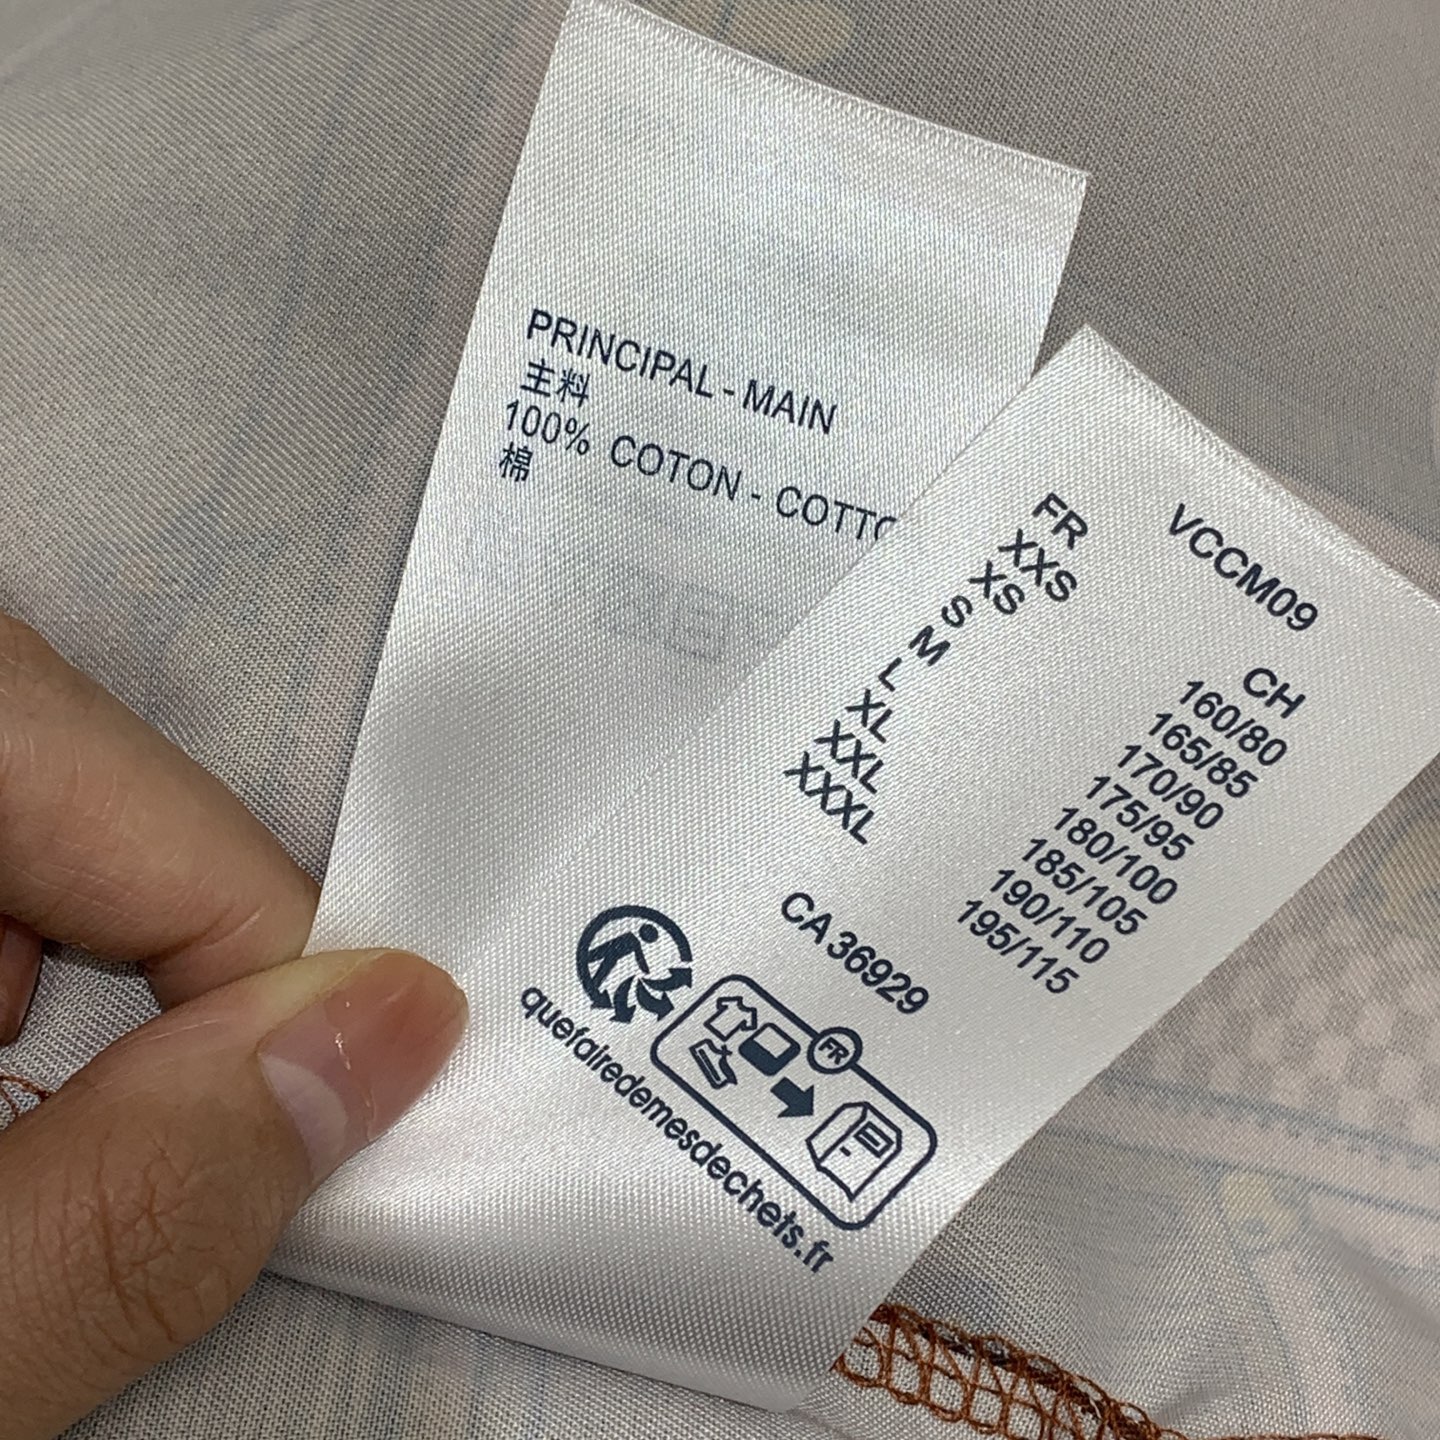 PRINCIPAL - MAIN
主料
100% COTON - COTTO
棉
VCCM09
FR CH
XXS 160/80
XS 165/85
S 170/90
M 175/95
L 180/100
XL 185/105
XXL 190/110
XXXL 195/115
CA 36929
FR
quefairedemesdechets.fr